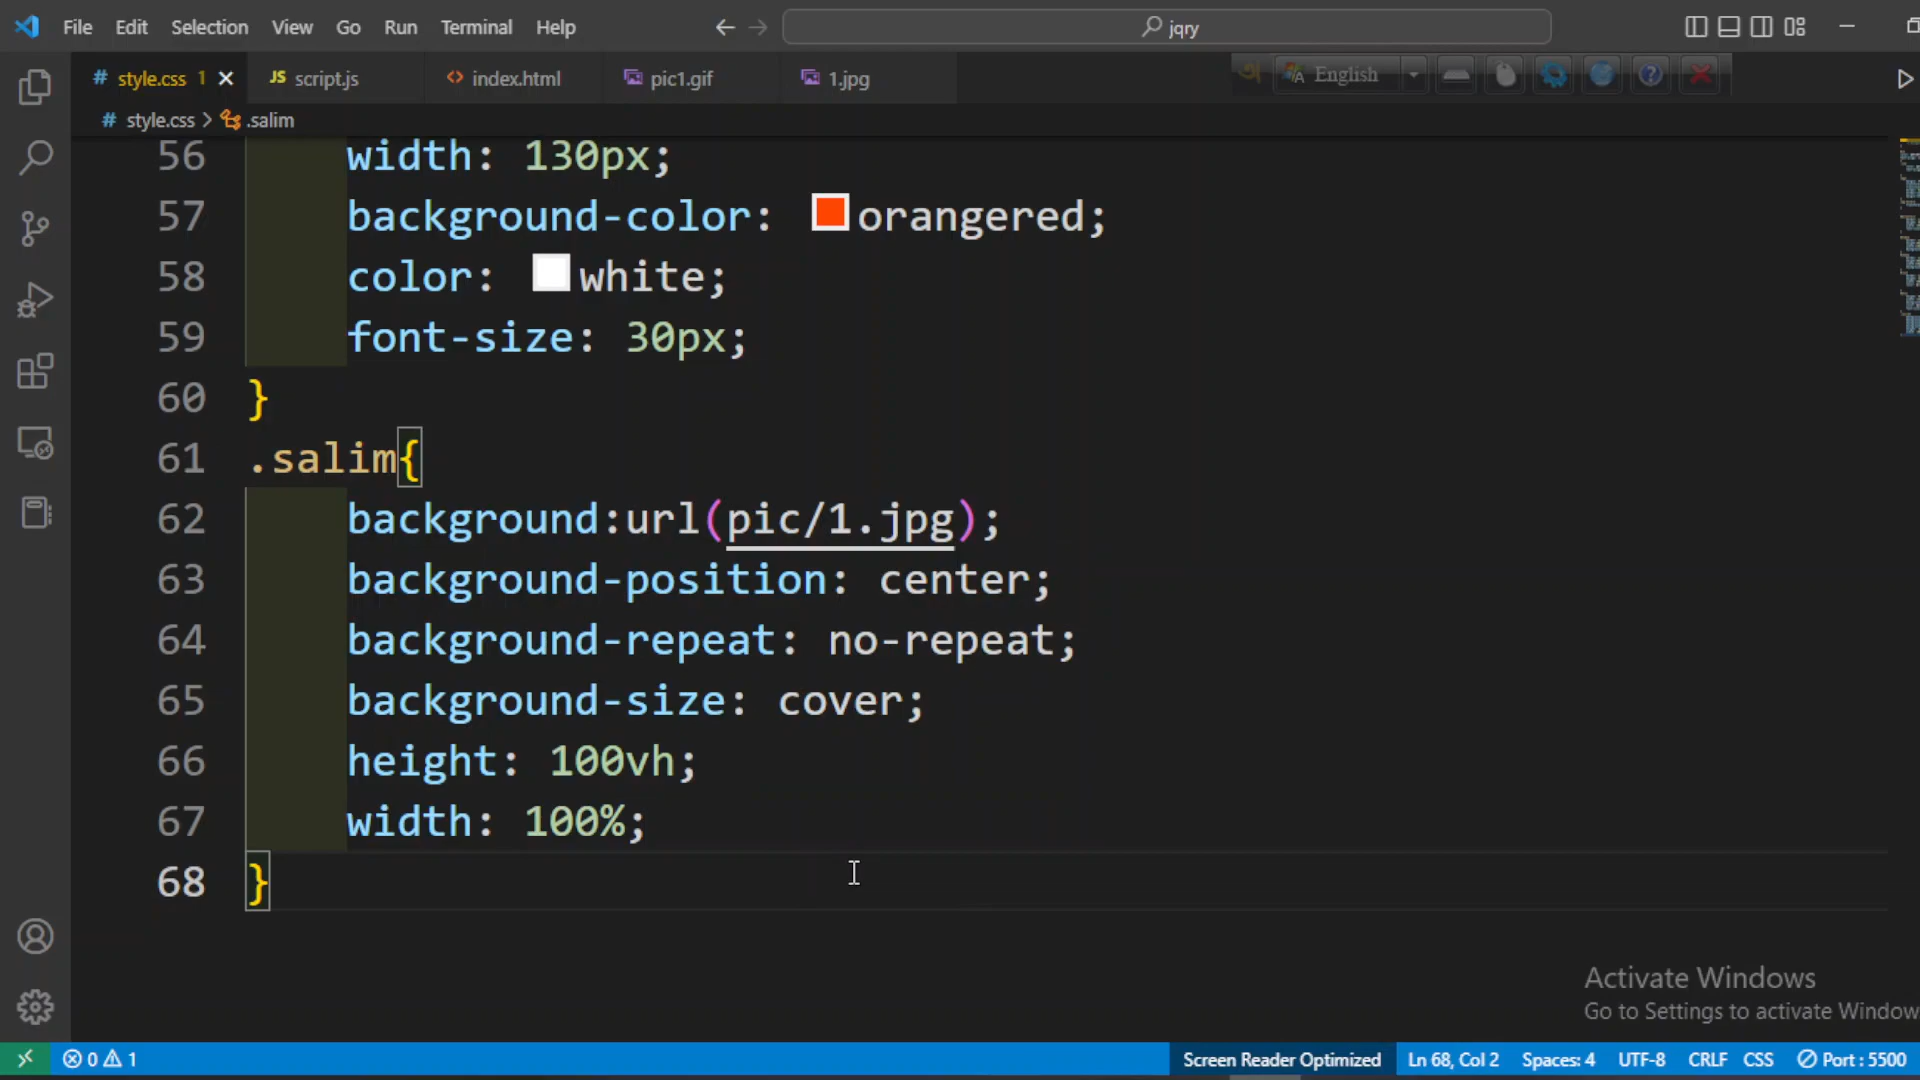 File Edit Selection View Go Run Terminal Help
jqry
style.css 1
JS script.js
index.html
pic1.gif
1.jpg
English
# style.css > .salim
56 width: 130px;
57 background-color: orangered;
58 color: white;
59 font-size: 30px;
60 }
61 .salim{
62 background:url(pic/1.jpg);
63 background-position: center;
64 background-repeat: no-repeat;
65 background-size: cover;
66 height: 100vh;
67 width: 100%;
68 }
Activate Windows
Go to Settings to activate Window
0 1
Screen Reader Optimized Ln 68, Col 2 Spaces: 4 UTF-8 CRLF CSS Port : 5500